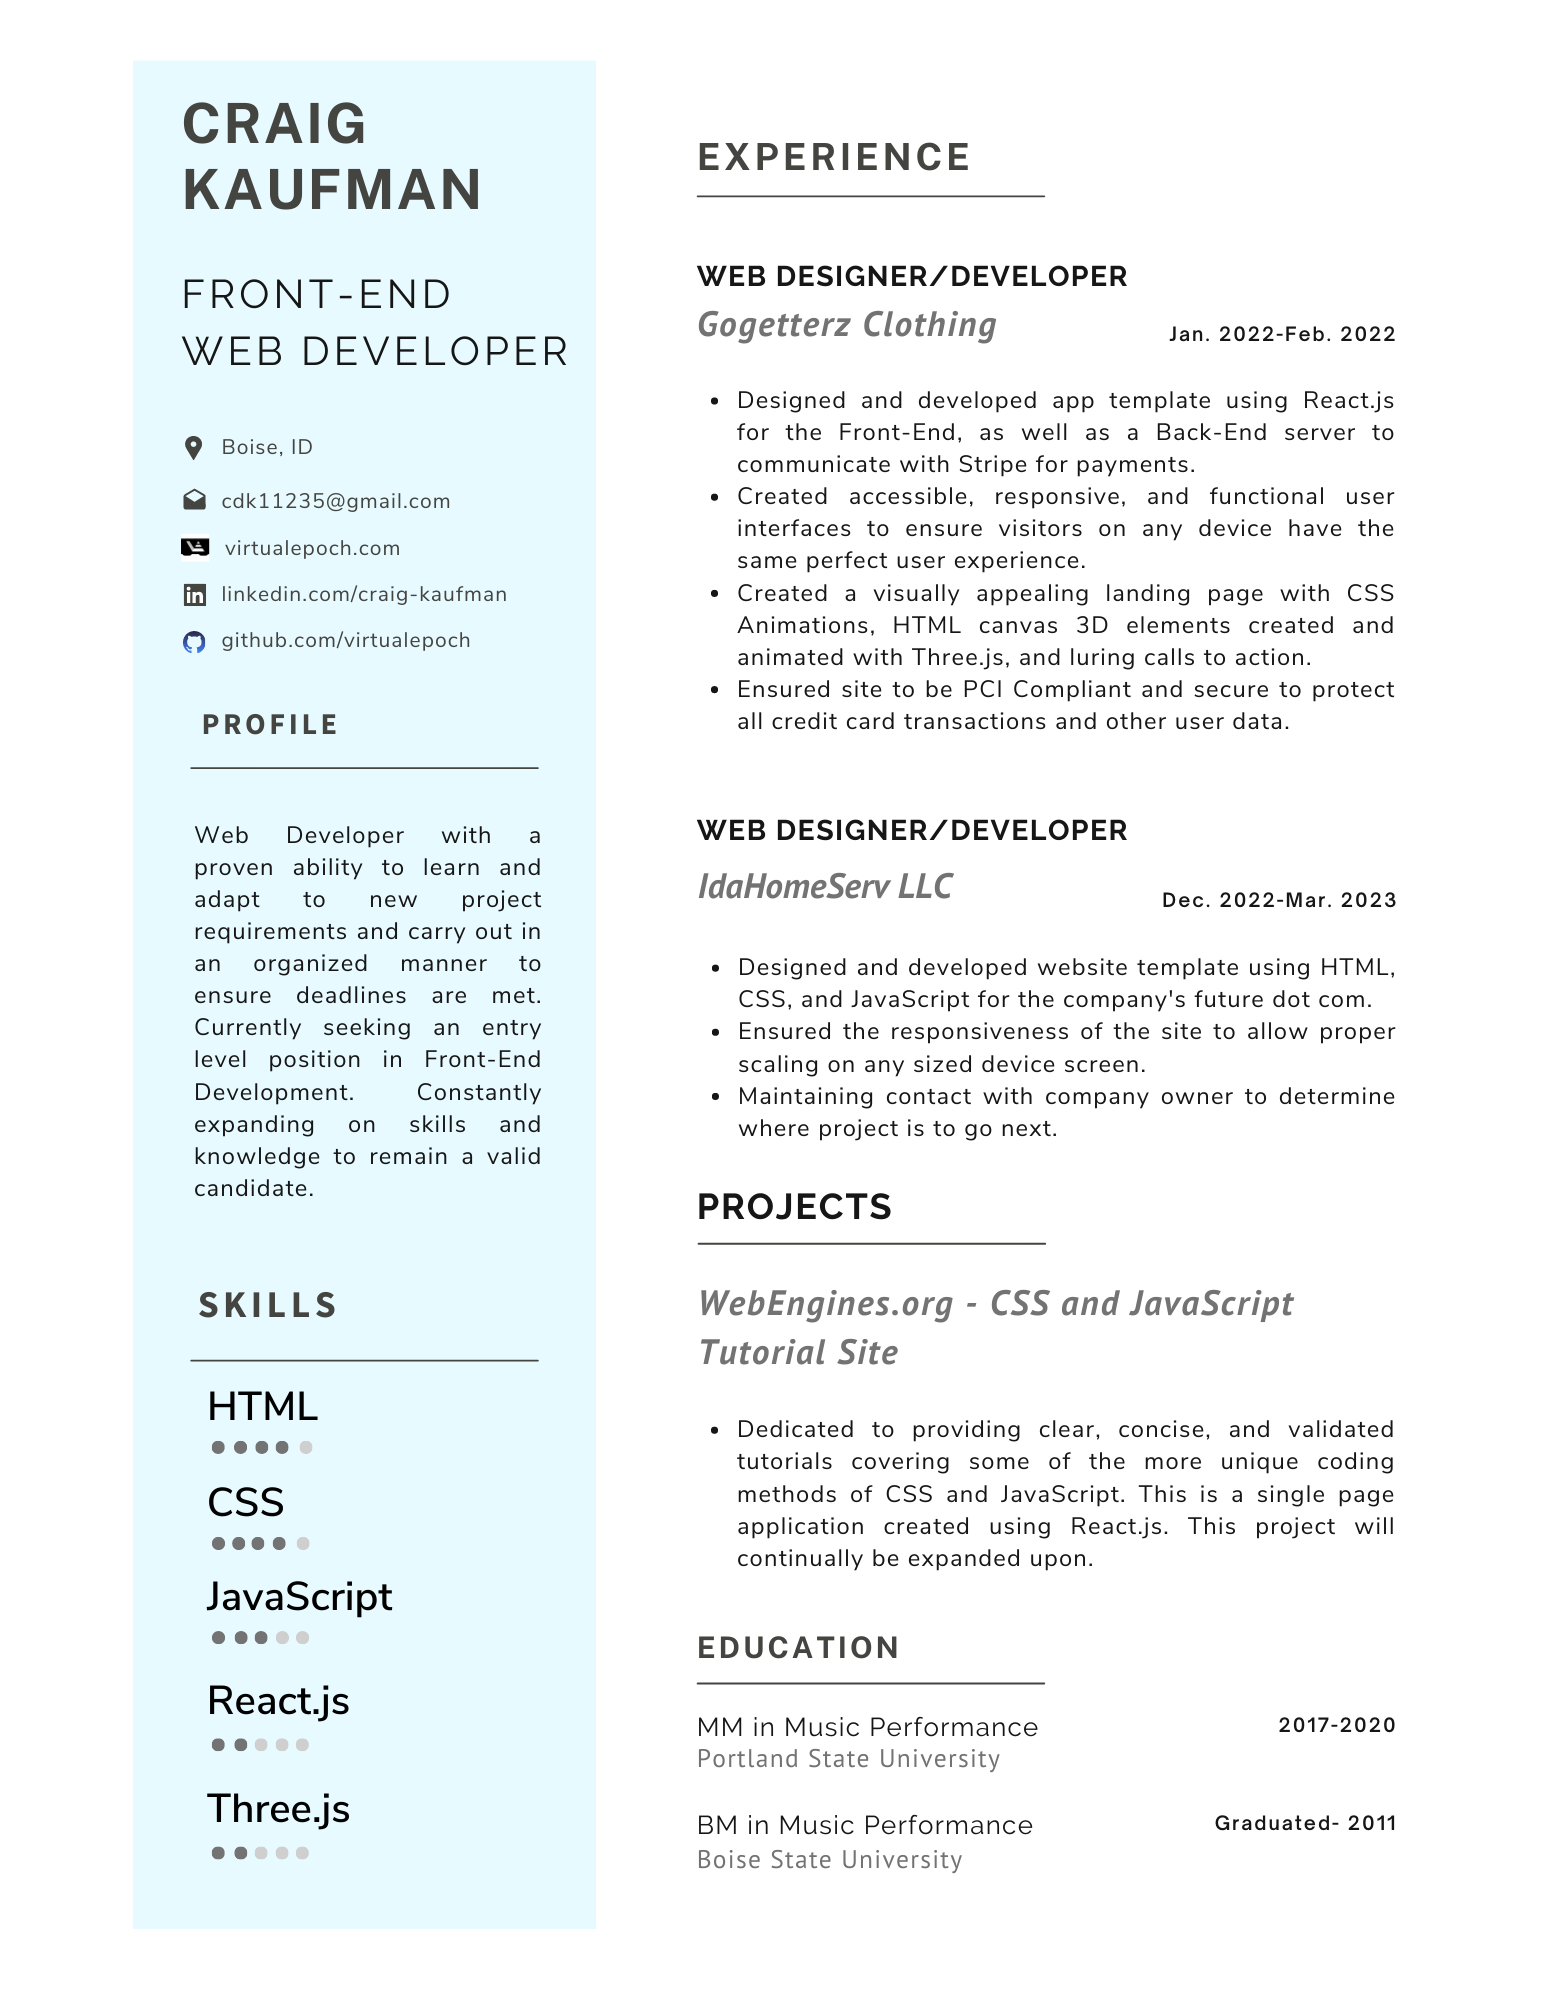 CRAIG
KAUFMAN
FRONT-END
WEB DEVELOPER
Boise, ID
cdk11235@gmail.com
virtualepoch.com
linkedin.com/craig-kaufman
github.com/virtualepoch
PROFILE
Web Developer with a
proven ability to learn and
adapt to new project
requirements and carry out in
an organized manner to
ensure deadlines are met.
Currently seeking an entry
level position in Front-End
Development. Constantly
expanding on skills and
knowledge to remain a valid
candidate.
SKILLS
HTML
CSS
JavaScript
React.js
Three.js
EXPERIENCE
WEB DESIGNER/DEVELOPER
Gogetterz Clothing
Jan. 2022-Feb. 2022
• Designed and developed app template using React.js
for the Front-End, as well as a Back-End server to
communicate with Stripe for payments.
• Created accessible, responsive, and functional user
interfaces to ensure visitors on any device have the
same perfect user experience.
• Created a visually appealing landing page with CSS
Animations, HTML canvas 3D elements created and
animated with Three.js, and luring calls to action.
• Ensured site to be PCI Compliant and secure to protect
all credit card transactions and other user data.
WEB DESIGNER/DEVELOPER
IdaHomeServ LLC
Dec. 2022-Mar. 2023
• Designed and developed website template using HTML,
CSS, and JavaScript for the company's future dot com.
• Ensured the responsiveness of the site to allow proper
scaling on any sized device screen.
• Maintaining contact with company owner to determine
where project is to go next.
PROJECTS
WebEngines.org - CSS and JavaScript
Tutorial Site
• Dedicated to providing clear, concise, and validated
tutorials covering some of the more unique coding
methods of CSS and JavaScript. This is a single page
application created using React.js. This project will
continually be expanded upon.
EDUCATION
MM in Music Performance
2017-2020
Portland State University
BM in Music Performance
Graduated- 2011
Boise State University